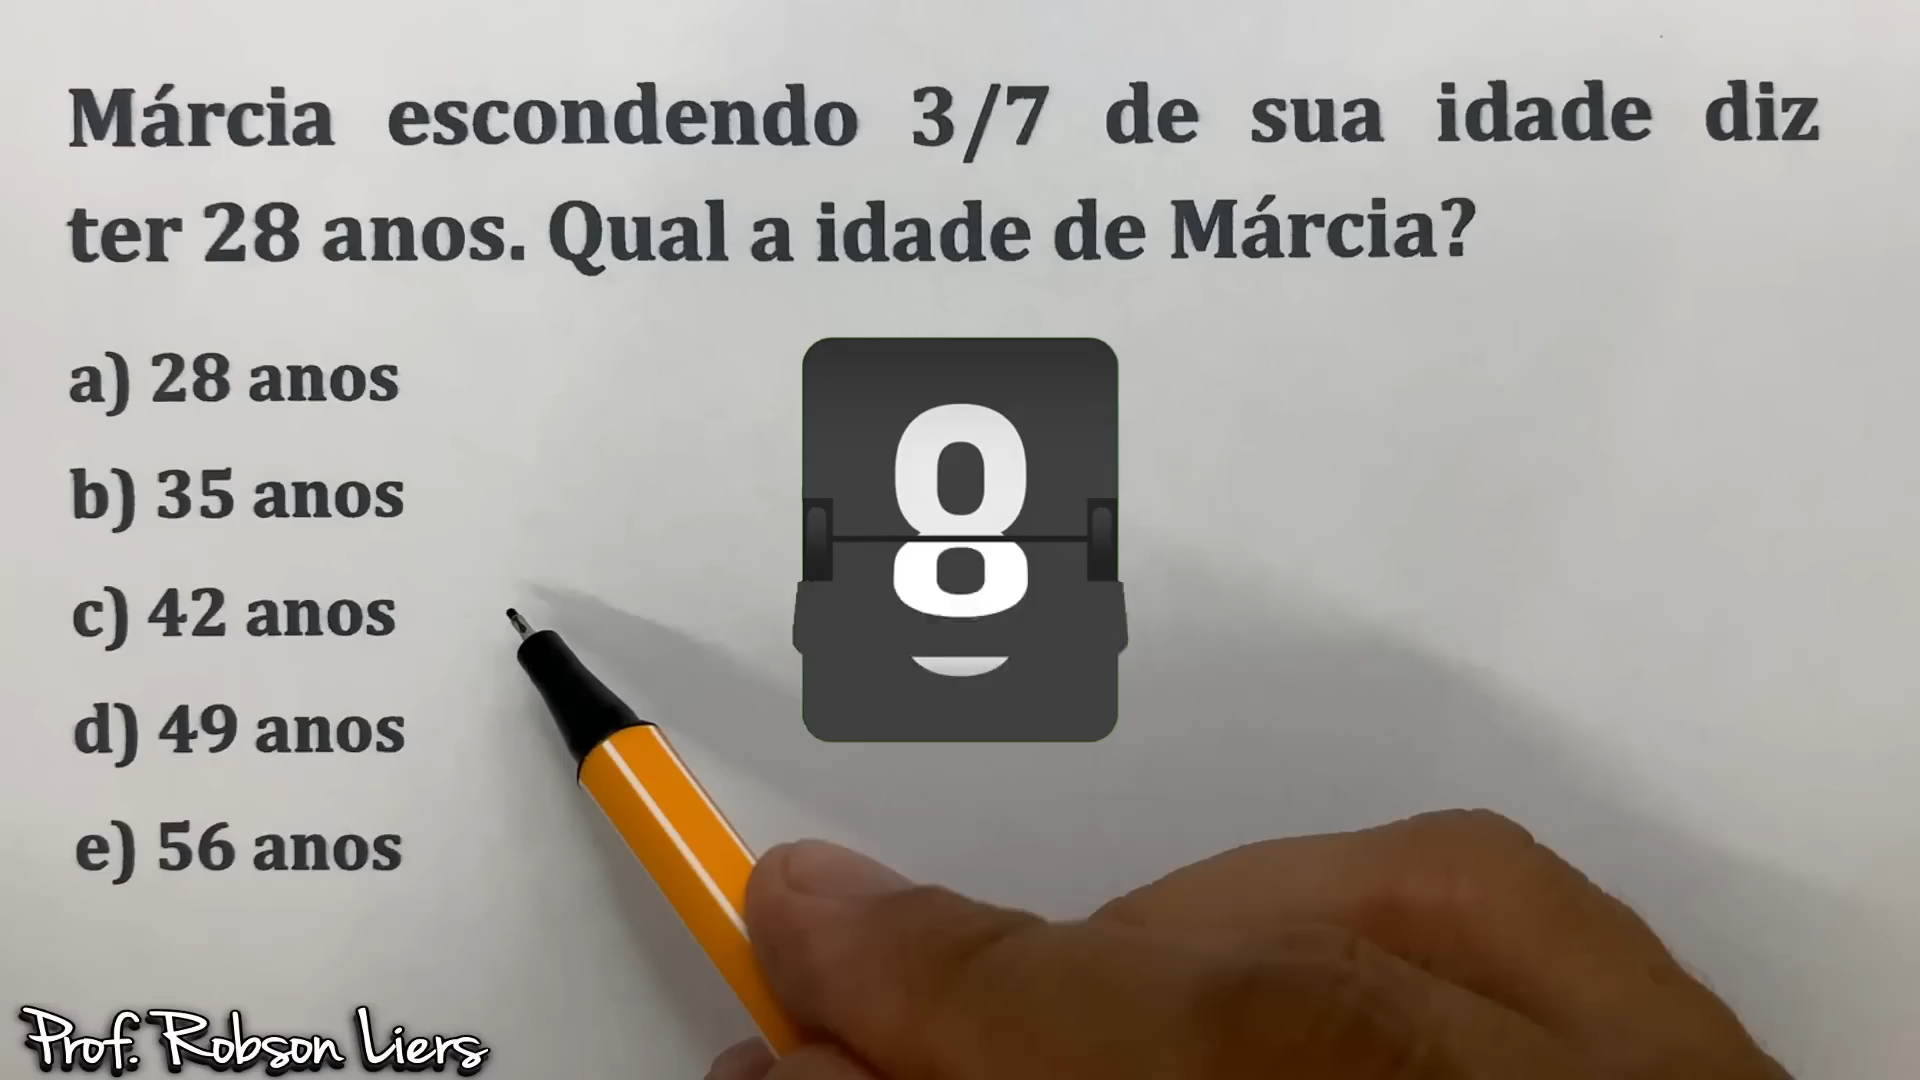 Márcia escondendo 3/7 de sua idade diz
ter 28 anos. Qual a idade de Márcia?
a) 28 anos
b) 35 anos
c) 42 anos
d) 49 anos
e) 56 anos
8
Prof. Robson Liers